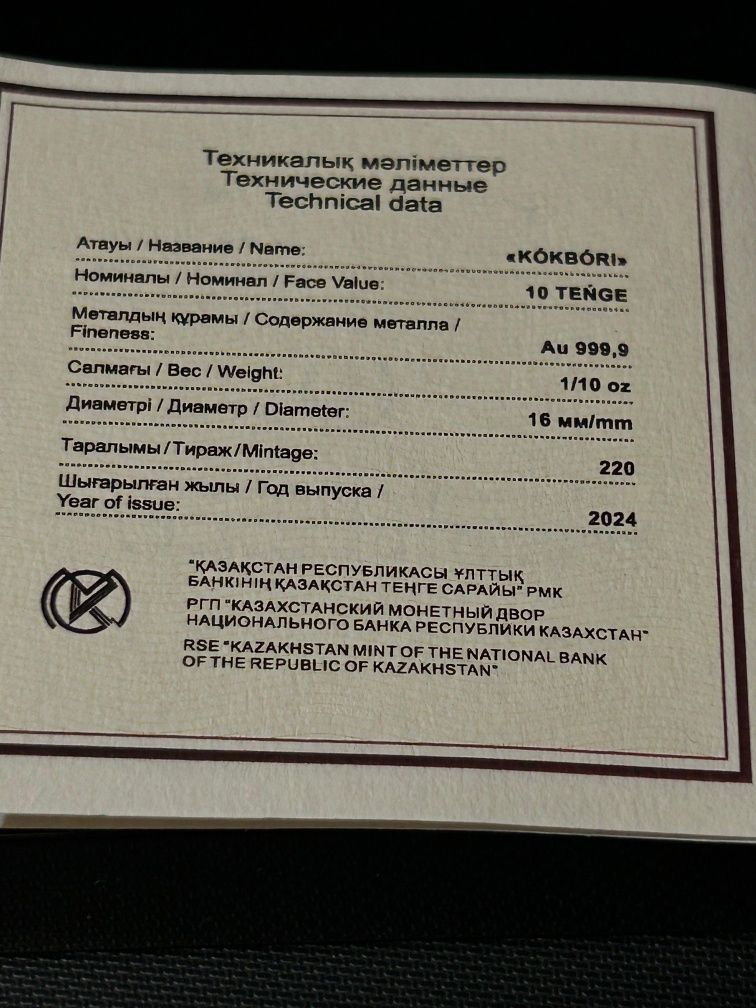 Техникалық мәліметтер
Технические данные
Technical data
Атауы / Название / Name: «KÓKBÓRI»
Номиналы / Номинал / Face Value: 10 TEŃGE
Металдың құрамы / Содержание металла /
Fineness: Au 999,9
Салмағы / Вес / Weight: 1/10 oz
Диаметрі / Диаметр / Diameter: 16 мм/mm
Таралымы / Тираж / Mintage: 220
Шығарылған жылы / Год выпуска /
Year of issue: 2024
"ҚАЗАҚСТАН РЕСПУБЛИКАСЫ ҰЛТТЫҚ
БАНКІНІҢ ҚАЗАҚСТАН ТЕҢГЕ САРАЙЫ" РМК
РГП "КАЗАХСТАНСКИЙ МОНЕТНЫЙ ДВОР
НАЦИОНАЛЬНОГО БАНКА РЕСПУБЛИКИ КАЗАХСТАН"
RSE "KAZAKHSTAN MINT OF THE NATIONAL BANK
OF THE REPUBLIC OF KAZAKHSTAN"